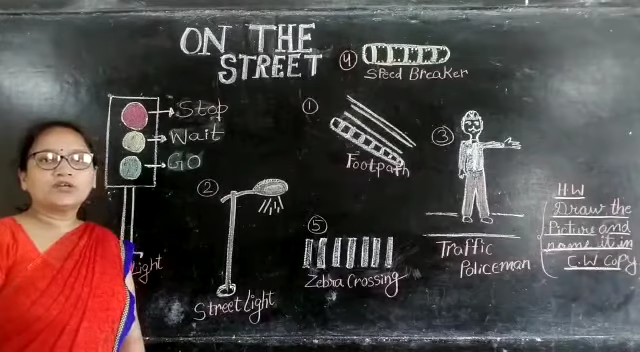 ON THE
STREET
④ Speed Breaker
Stop
Wait
GO
Light
① Footpath
② Street Light
③ Traffic
Policeman
⑤ Zebra Crossing
H.W
Draw the
Picture and
name it in
C.W Copy